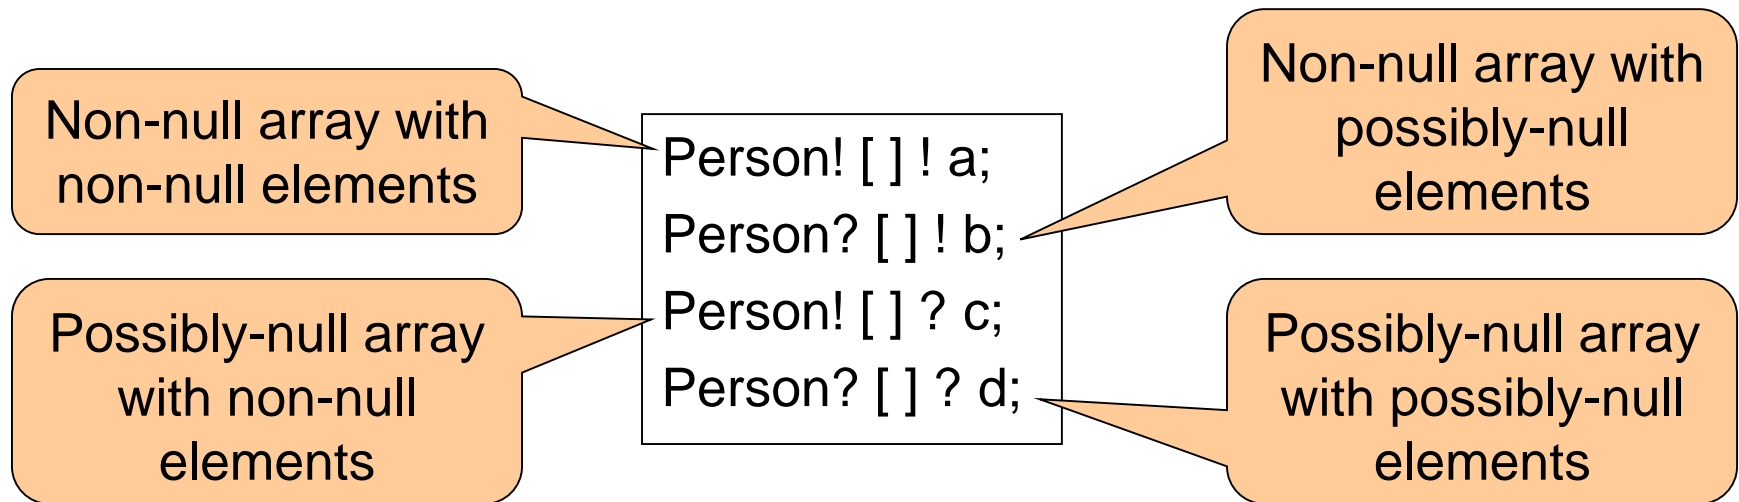 Non-null array with
non-null elements
Person! [ ] ! a;
Person? [ ] ! b;
Person! [ ] ? c;
Person? [ ] ? d;
Non-null array with
possibly-null
elements
Possibly-null array
with non-null
elements
Possibly-null array
with possibly-null
elements